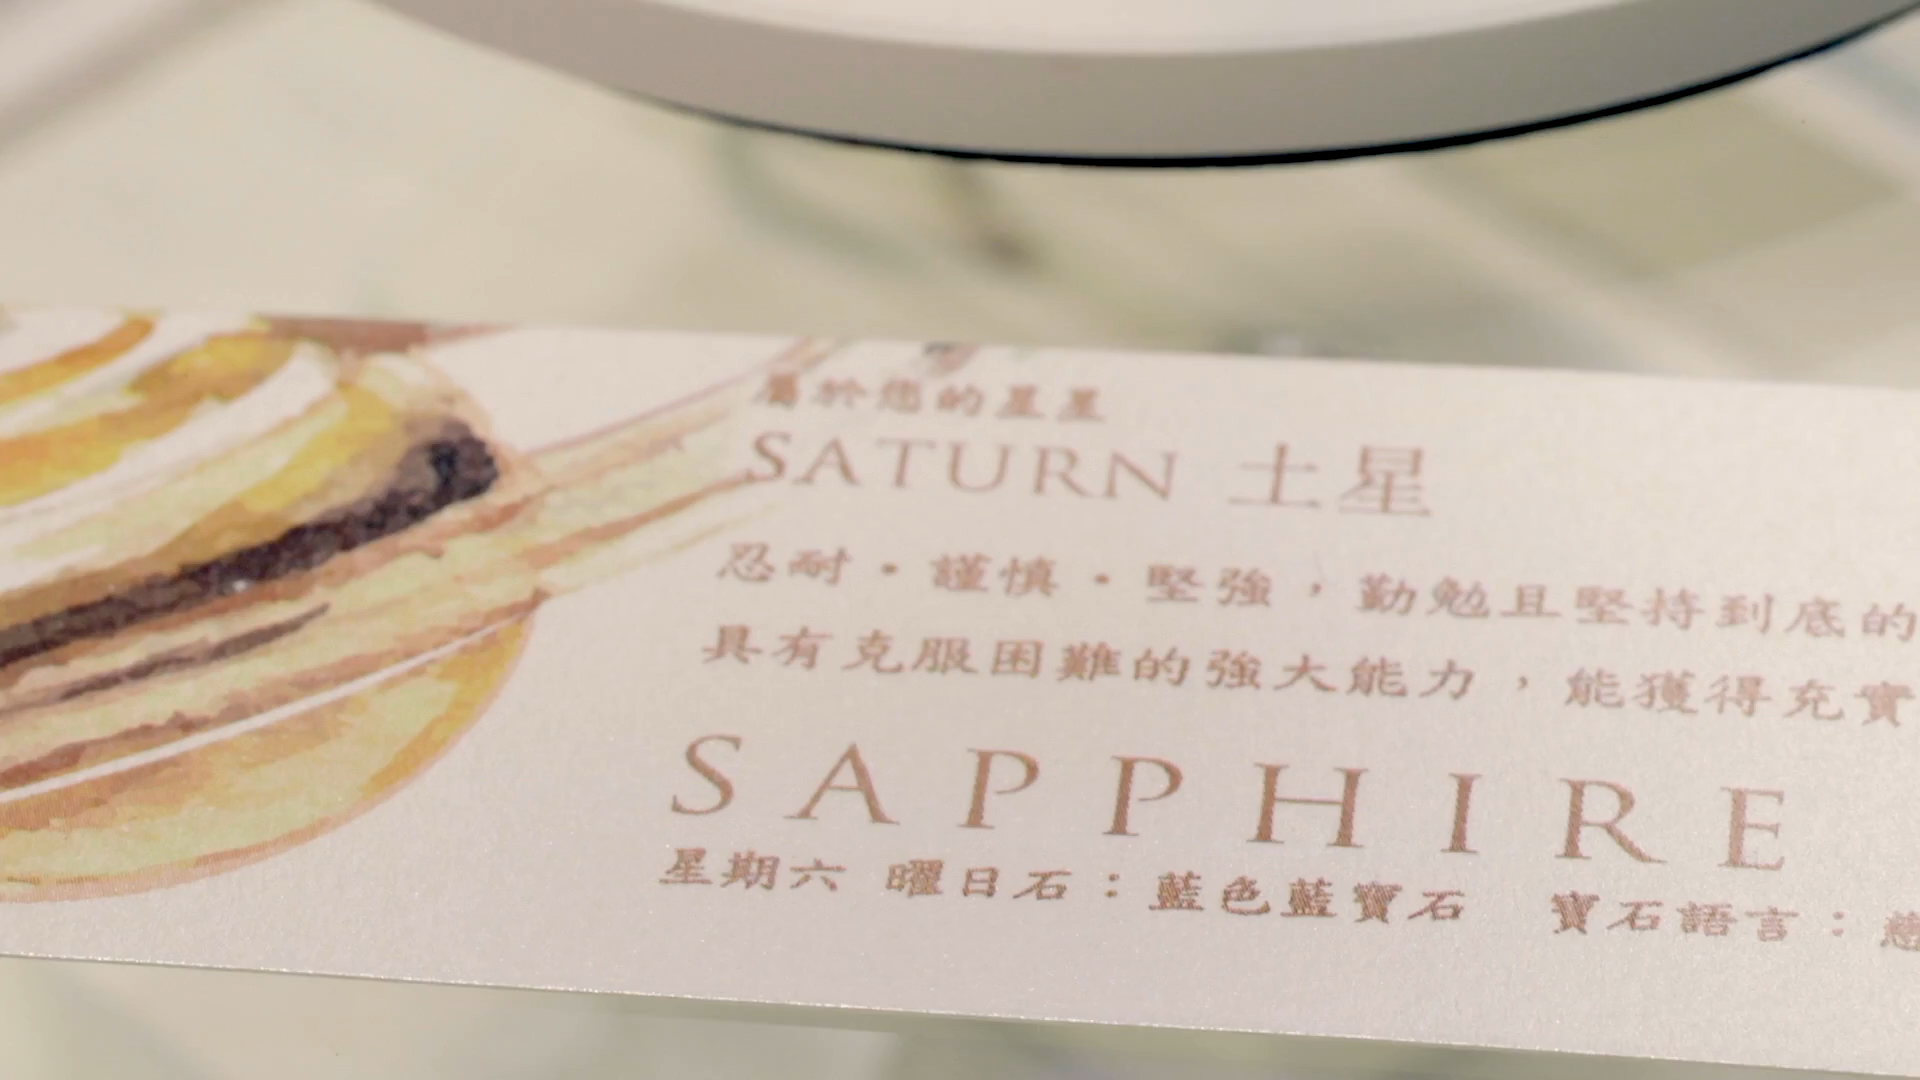 屬於您的星星
SATURN 土星
忍耐・謹慎・堅強，勤勉且堅持到底的
具有克服困難的強大能力，能獲得充實
SAPPHIRE
星期六 曜日石：藍色藍寶石 寶石語言：慈